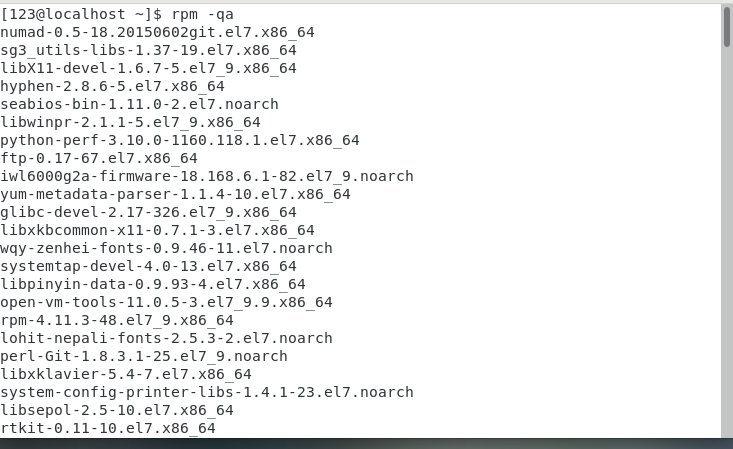 [123@localhost ~]$ rpm -qa
numad-0.5-18.20150602git.el7.x86_64
sg3_utils-libs-1.37-19.el7.x86_64
libX11-devel-1.6.7-5.el7_9.x86_64
hyphen-2.8.6-5.el7.x86_64
seabios-bin-1.11.0-2.el7.noarch
libwinpr-2.1.1-5.el7_9.x86_64
python-perf-3.10.0-1160.118.1.el7.x86_64
ftp-0.17-67.el7.x86_64
iwl6000g2a-firmware-18.168.6.1-82.el7_9.noarch
yum-metadata-parser-1.1.4-10.el7.x86_64
glibc-devel-2.17-326.el7_9.x86_64
libxkbcommon-x11-0.7.1-3.el7.x86_64
wqy-zenhei-fonts-0.9.46-11.el7.noarch
systemtap-devel-4.0-13.el7.x86_64
libpinyin-data-0.9.93-4.el7.x86_64
open-vm-tools-11.0.5-3.el7_9.9.x86_64
rpm-4.11.3-48.el7_9.x86_64
lohit-nepali-fonts-2.5.3-2.el7.noarch
perl-Git-1.8.3.1-25.el7_9.noarch
libxklavier-5.4-7.el7.x86_64
system-config-printer-libs-1.4.1-23.el7.noarch
libsepol-2.5-10.el7.x86_64
rtkit-0.11-10.el7.x86_64